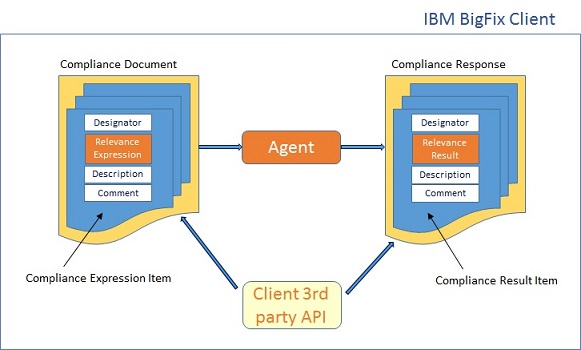 IBM BigFix Client
Compliance Document
Compliance Response
Designator
Relevance
Expression
Description
Comment
Agent
Designator
Relevance
Result
Description
Comment
Compliance Expression Item
Compliance Result Item
Client 3rd
party API